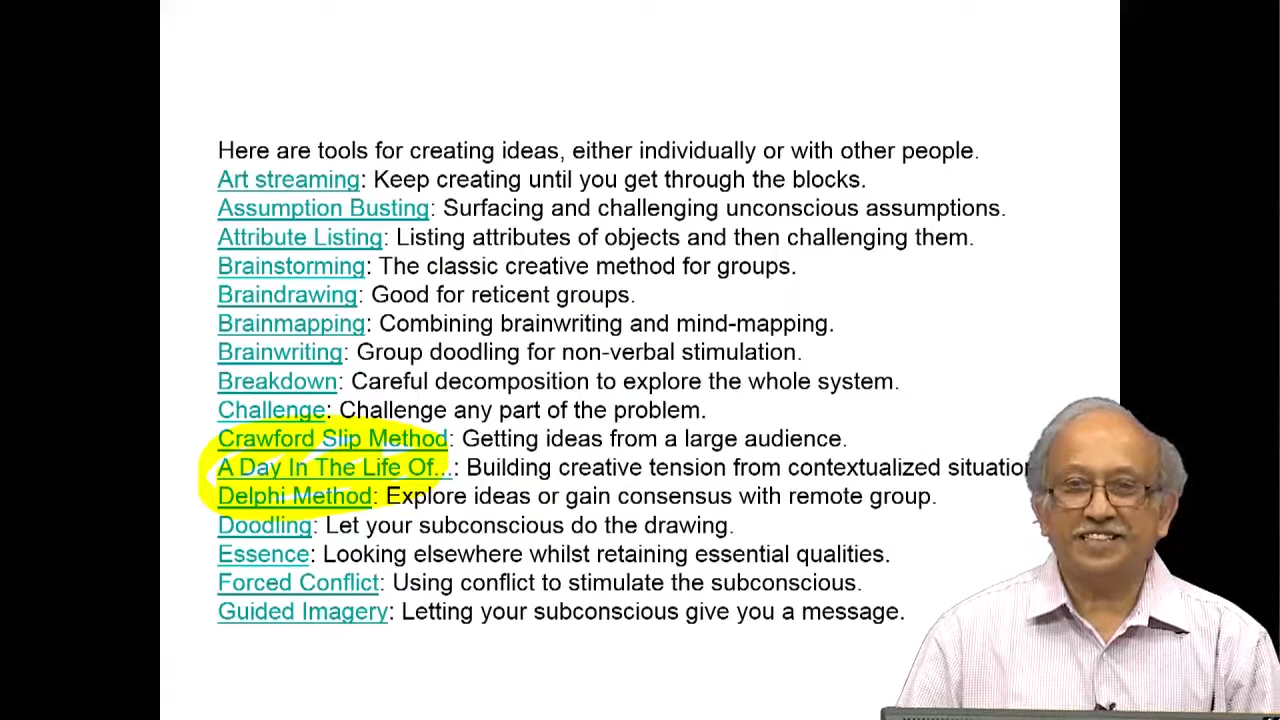 Here are tools for creating ideas, either individually or with other people.
Art streaming: Keep creating until you get through the blocks.
Assumption Busting: Surfacing and challenging unconscious assumptions.
Attribute Listing: Listing attributes of objects and then challenging them.
Brainstorming: The classic creative method for groups.
Braindrawing: Good for reticent groups.
Brainmapping: Combining brainwriting and mind-mapping.
Brainwriting: Group doodling for non-verbal stimulation.
Breakdown: Careful decomposition to explore the whole system.
Challenge: Challenge any part of the problem.
Crawford Slip Method: Getting ideas from a large audience.
A Day In The Life Of...: Building creative tension from contextualized situation
Delphi Method: Explore ideas or gain consensus with remote group.
Doodling: Let your subconscious do the drawing.
Essence: Looking elsewhere whilst retaining essential qualities.
Forced Conflict: Using conflict to stimulate the subconscious.
Guided Imagery: Letting your subconscious give you a message.